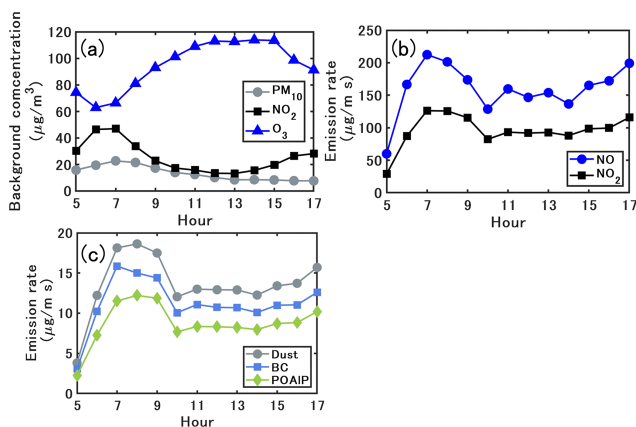 (a)
Background comcentration
(μg/m³)
120
100
80
60
40
20
0
PM₁₀
NO₂
O₃
5 7 9 11 13 15 17
Hour
(b)
Emission rate
(μg/m s)
250
200
150
100
50
0
NO
NO₂
5 7 9 11 13 15 17
Hour
(c)
Emission rate
(μg/m s)
20
15
10
5
0
Dust
BC
POAlP
5 7 9 11 13 15 17
Hour